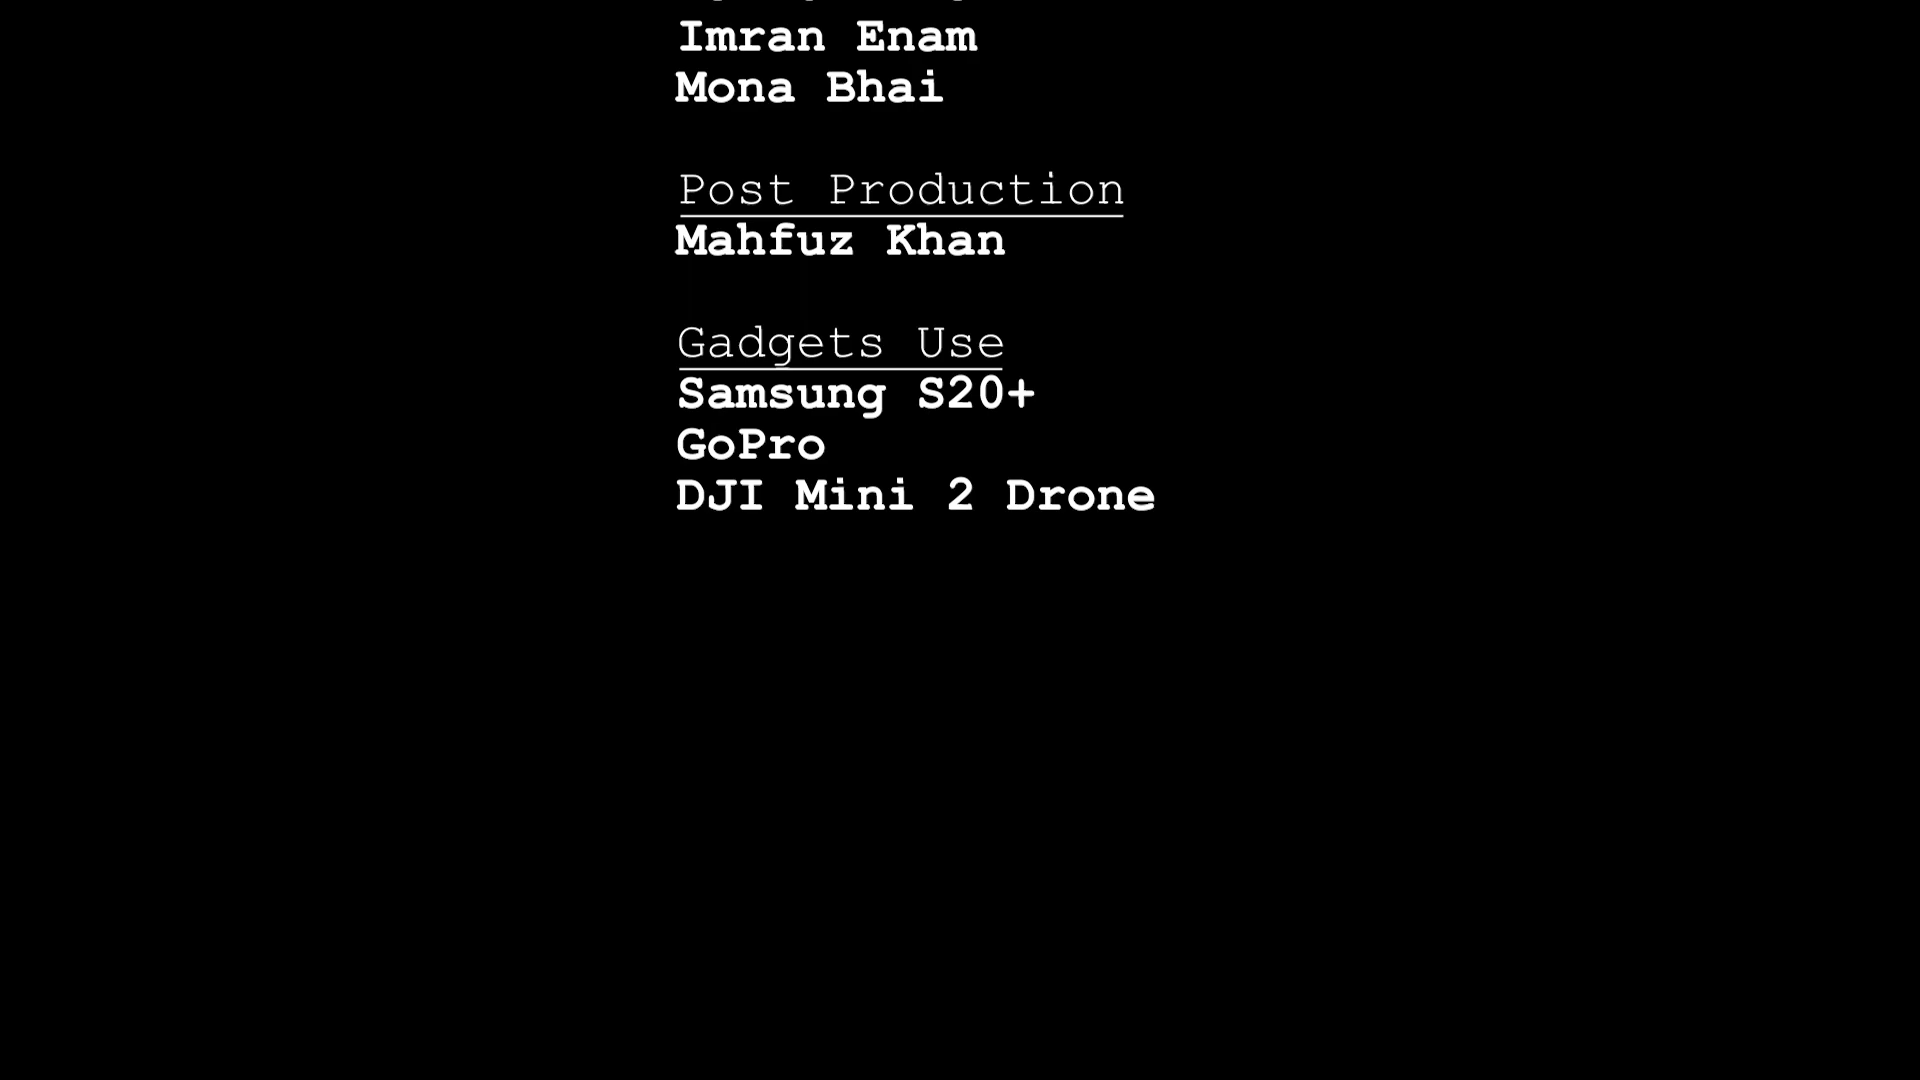 Imran Enam
Mona Bhai
Post Production
Mahfuz Khan
Gadgets Use
Samsung S20+
GoPro
DJI Mini 2 Drone